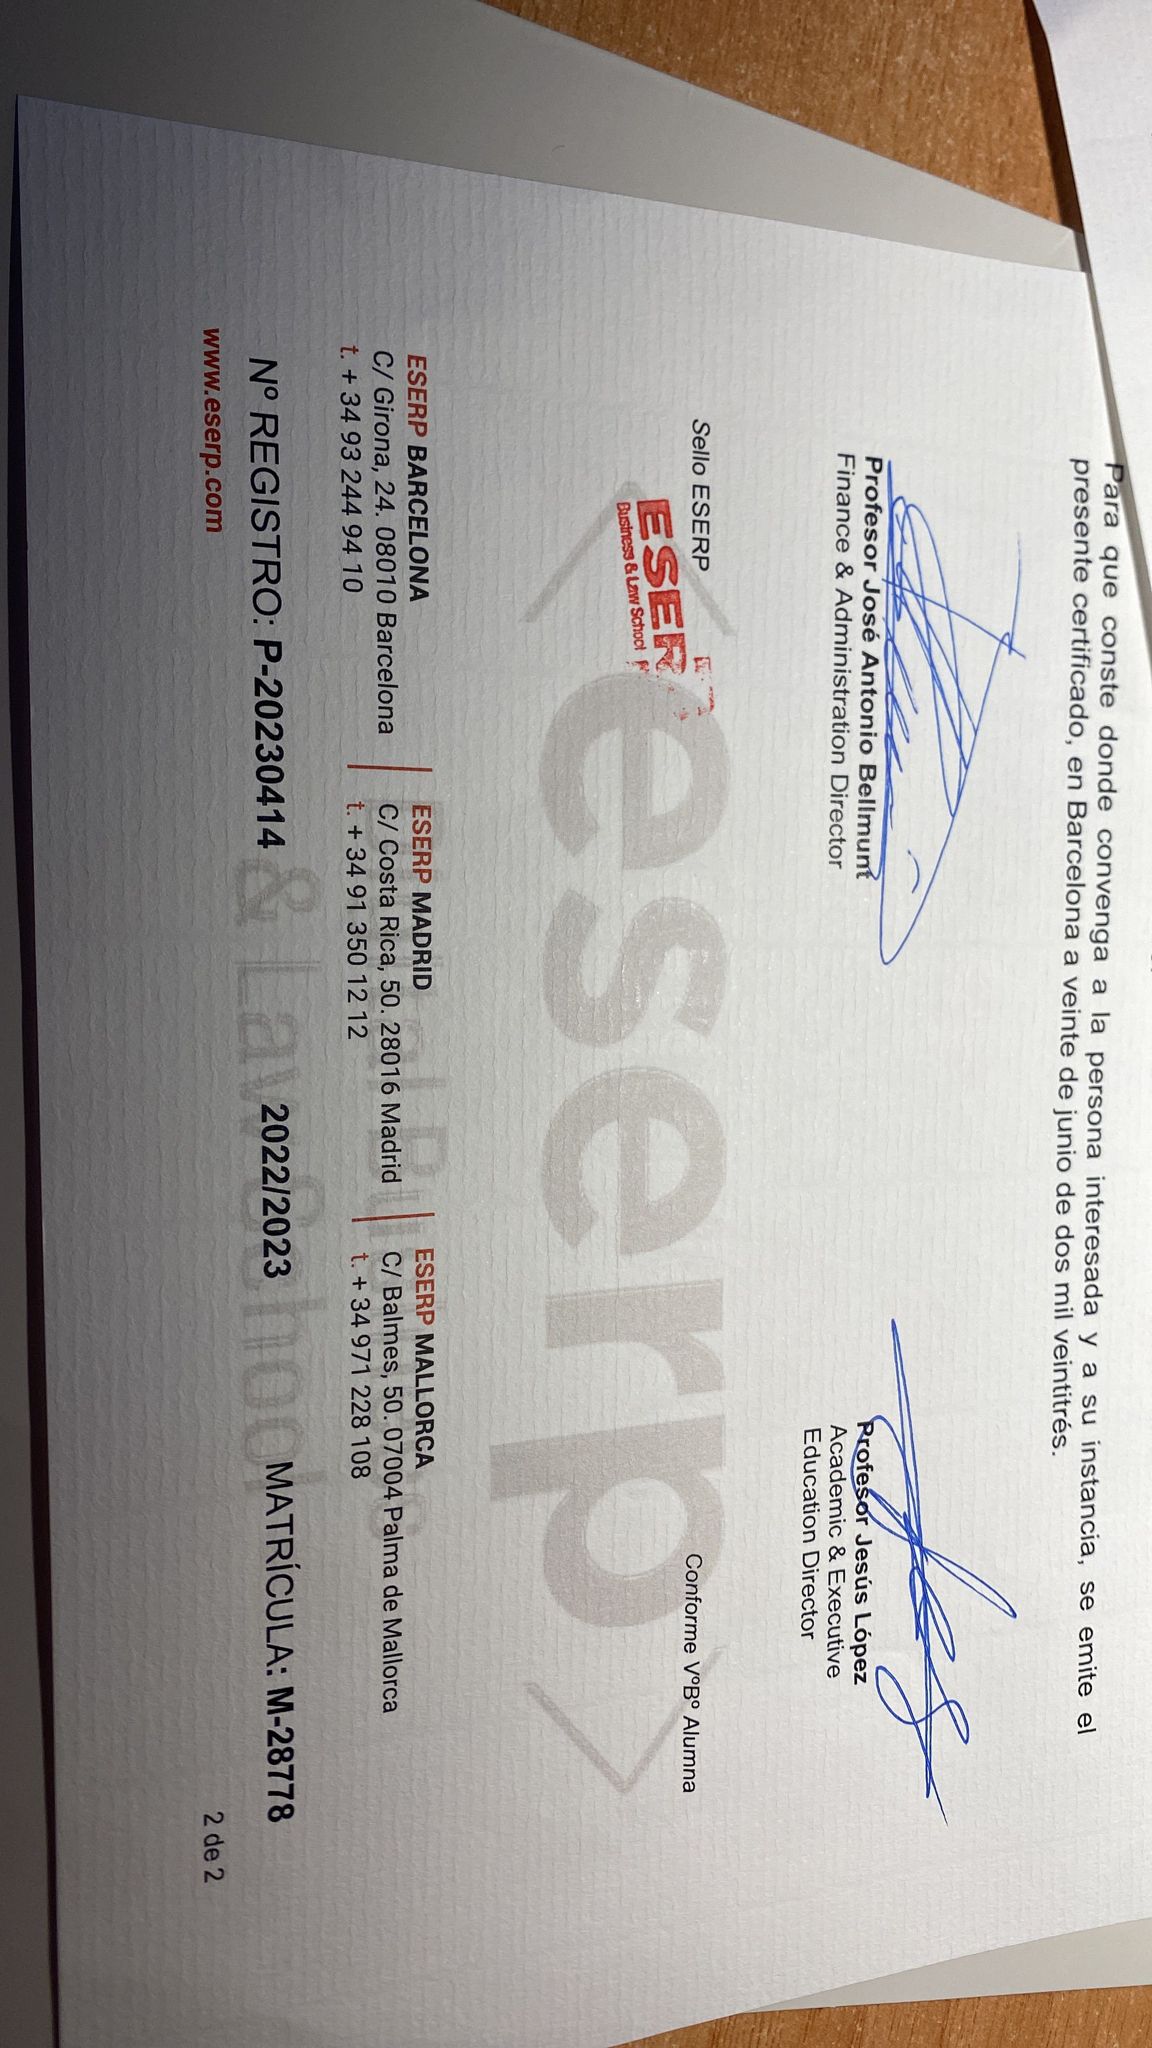 Para que conste donde convenga a la persona interesada y a su instancia, se emite el
presente certificado, en Barcelona a veinte de junio de dos mil veintitrés.
Profesor José Antonio Bellmunt
Finance & Administration Director
Profesor Jesús López
Academic & Executive
Education Director
Sello ESERP
Conforme VºBº Alumna
ESERP
Business & Law School
eserp
& Law School
ESERP BARCELONA
C/ Girona, 24. 08010 Barcelona
t. +34 93 244 94 10
ESERP MADRID
C/ Costa Rica, 50. 28016 Madrid
t. +34 91 350 12 12
ESERP MALLORCA
C/ Balmes, 50. 07004 Palma de Mallorca
t. +34 971 228 108
Nº REGISTRO: P-20230414 2022/2023 MATRÍCULA: M-28778
www.eserp.com
2 de 2